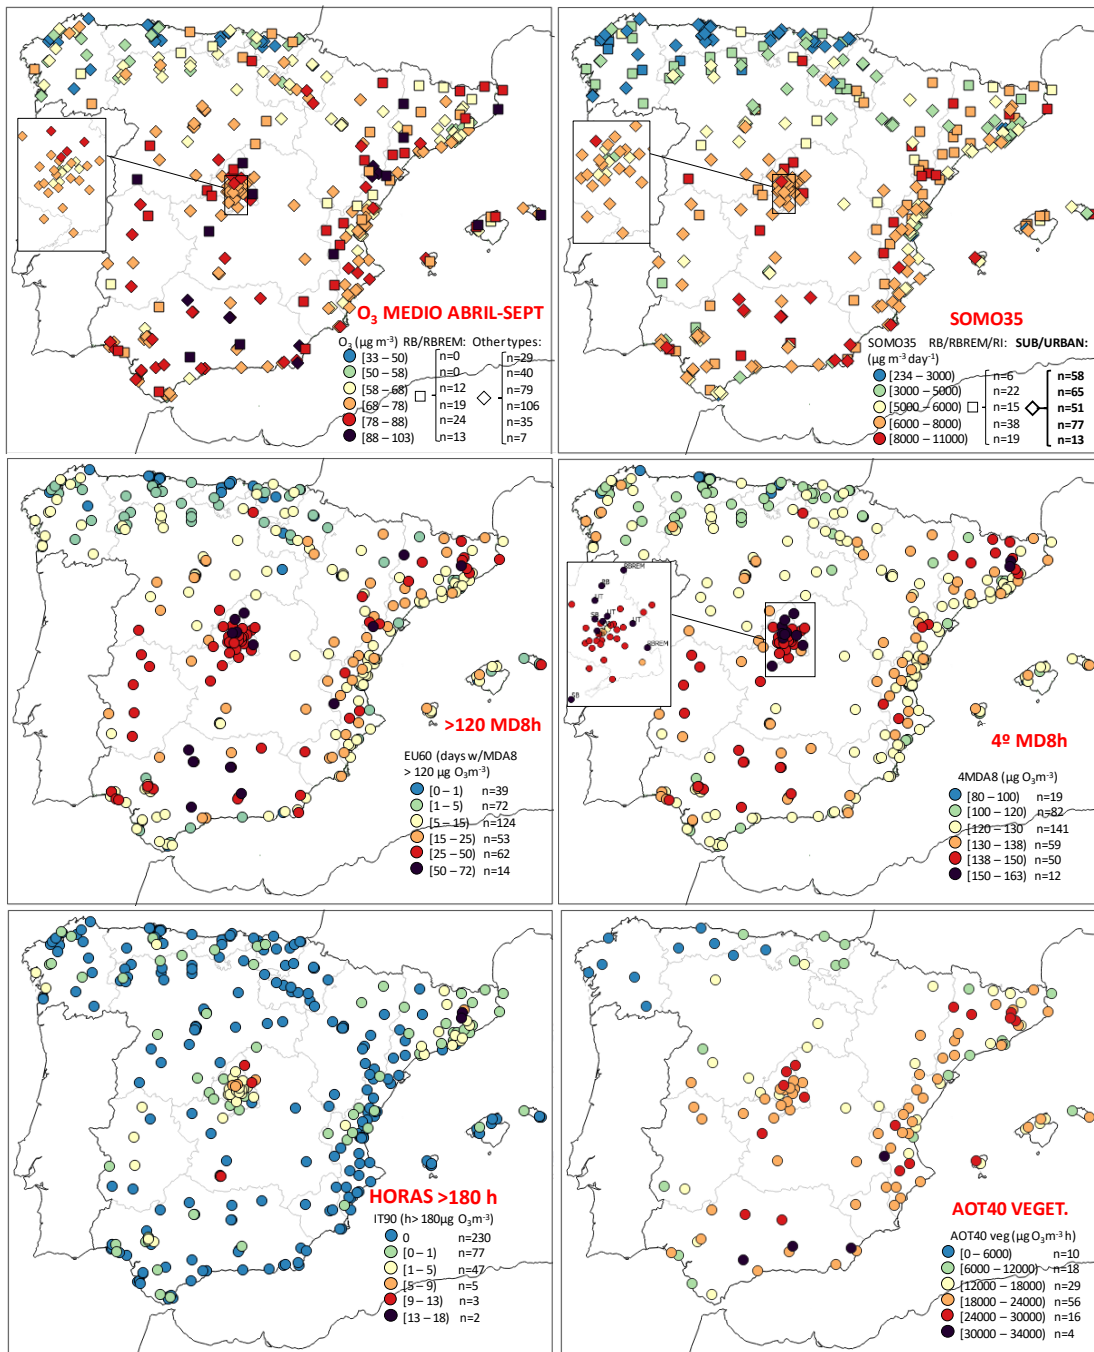 O₃ MEDIO ABRIL-SEPT
O₃ (µg m⁻³) RB/RBREM: Other types:
[33 – 50) n=0 n=29
[50 – 58) n=0 n=40
[58 – 68) n=12 n=79
[68 – 78) n=19 n=106
[78 – 88) n=24 n=35
[88 – 103) n=13 n=7
SOMO35
SOMO35 RB/RBREM/RI: SUB/URBAN:
(µg m⁻³ day⁻¹)
[234 – 3000) n=6 n=58
[3000 – 5000) n=22 n=65
[5000 – 6000) n=15 n=51
[6000 – 8000) n=38 n=77
[8000 – 11000) n=19 n=13
>120 MD8h
EU60 (days w/MDA8
> 120 µg O₃m⁻³)
[0 – 1) n=39
[1 – 5) n=72
[5 – 15) n=124
[15 – 25) n=53
[25 – 50) n=62
[50 – 72) n=14
RBREM
RB
UT
SB
UT
UT
RBREM
SB
4º MD8h
4MDA8 (µg O₃m⁻³)
[80 – 100) n=19
[100 – 120) n=82
[120 – 130) n=141
[130 – 138) n=59
[138 – 150) n=50
[150 – 163) n=12
HORAS >180 h
IT90 (h> 180µg O₃m⁻³)
0 n=230
[0 – 1) n=77
[1 – 5) n=47
[5 – 9) n=5
[9 – 13) n=3
[13 – 18) n=2
AOT40 VEGET.
AOT40 veg (µg O₃m⁻³ h)
[0 – 6000) n=10
[6000 – 12000) n=18
[12000 – 18000) n=29
[18000 – 24000) n=56
[24000 – 30000) n=16
[30000 – 34000) n=4